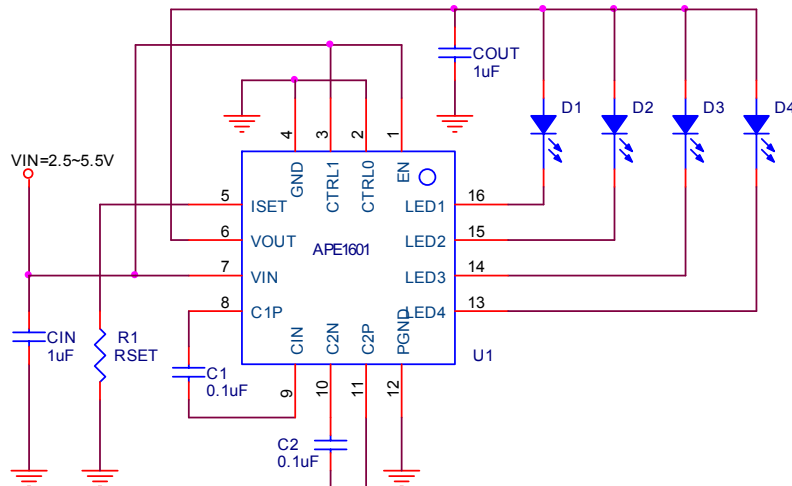 COUT
1uF
D1
D2
D3
D4
4
3
2
1
GND
CTRL1
CTRL0
EN
VIN=2.5~5.5V
5
ISET
6
VOUT
7
VIN
8
C1P
APE1601
LED1
16
LED2
15
LED3
14
LED4
13
CIN
C2N
C2P
PGND
U1
CIN
1uF
R1
RSET
C1
0.1uF
9
10
11
12
C2
0.1uF